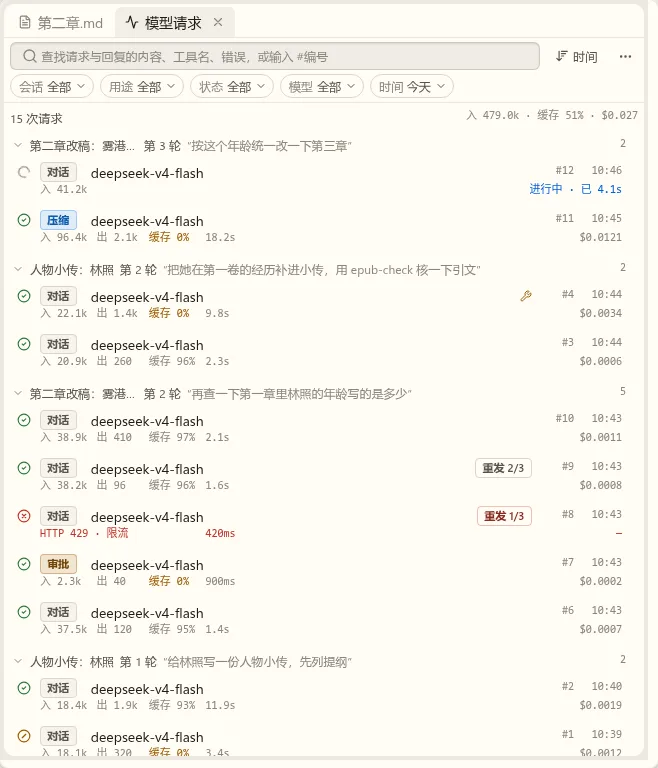 第二章.md 模型请求
查找请求与回复的内容、工具名、错误，或输入 #编号 时间
会话 全部 用途 全部 状态 全部 模型 全部 时间 今天
15 次请求 入 479.0k · 缓存 51% · $0.027
第二章改稿：雾港… 第 3 轮 “按这个年龄统一改一下第三章” 2
对话 deepseek-v4-flash #12 10:46
入 41.2k 进行中 · 已 4.1s
压缩 deepseek-v4-flash #11 10:45
入 96.4k 出 2.1k 缓存 0% 18.2s $0.0121
人物小传：林照 第 2 轮 “把她在第一卷的经历补进小传，用 epub-check 核一下引文” 2
对话 deepseek-v4-flash #4 10:44
入 22.1k 出 1.4k 缓存 0% 9.8s $0.0034
对话 deepseek-v4-flash #3 10:44
入 20.9k 出 260 缓存 96% 2.3s $0.0006
第二章改稿：雾港… 第 2 轮 “再查一下第一章里林照的年龄写的是多少” 5
对话 deepseek-v4-flash #10 10:43
入 38.9k 出 410 缓存 97% 2.1s $0.0011
对话 deepseek-v4-flash 重发 2/3 #9 10:43
入 38.2k 出 96 缓存 96% 1.6s $0.0008
对话 deepseek-v4-flash 重发 1/3 #8 10:43
HTTP 429 · 限流 420ms —
审批 deepseek-v4-flash #7 10:43
入 2.3k 出 40 缓存 0% 900ms $0.0002
对话 deepseek-v4-flash #6 10:43
入 37.5k 出 120 缓存 95% 1.4s $0.0007
人物小传：林照 第 1 轮 “给林照写一份人物小传，先列提纲” 2
对话 deepseek-v4-flash #2 10:40
入 18.4k 出 1.9k 缓存 93% 11.9s $0.0019
对话 deepseek-v4-flash #1 10:39
入 18.1k 出 320 缓存 0% 3.4s $0.0012